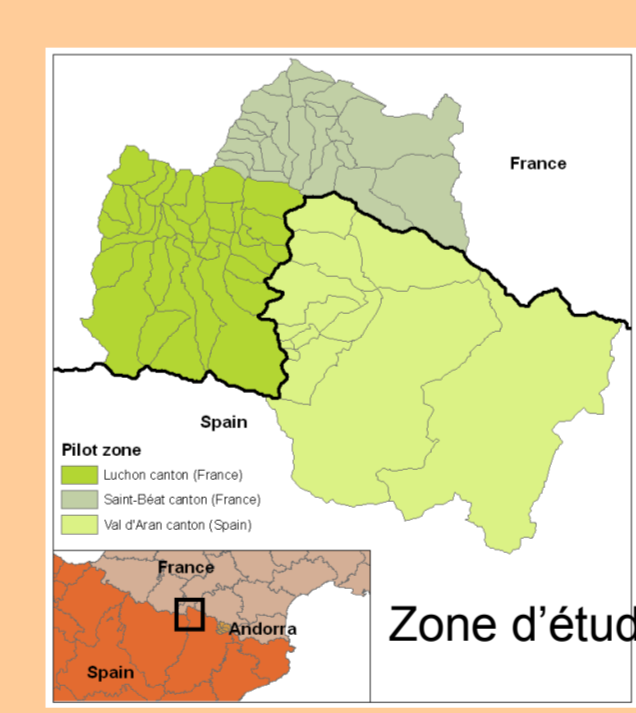 France
Spain
Pilot zone
Luchon canton (France)
Saint-Béat canton (France)
Val d'Aran canton (Spain)
France
Andorra
Spain
Zone d’étud